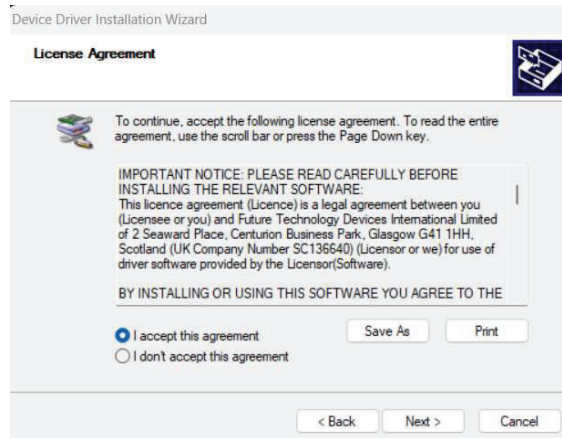 Device Driver Installation Wizard
License Agreement
To continue, accept the following license agreement. To read the entire
agreement, use the scroll bar or press the Page Down key.
IMPORTANT NOTICE: PLEASE READ CAREFULLY BEFORE
INSTALLING THE RELEVANT SOFTWARE:
This licence agreement (Licence) is a legal agreement between you
(Licensee or you) and Future Technology Devices International Limited
of 2 Seaward Place, Centurion Business Park, Glasgow G41 1HH,
Scotland (UK Company Number SC136640) (Licensor or we) for use of
driver software provided by the Licensor(Software).
BY INSTALLING OR USING THIS SOFTWARE YOU AGREE TO THE
I accept this agreement
Save As
Print
I don't accept this agreement
< Back
Next >
Cancel